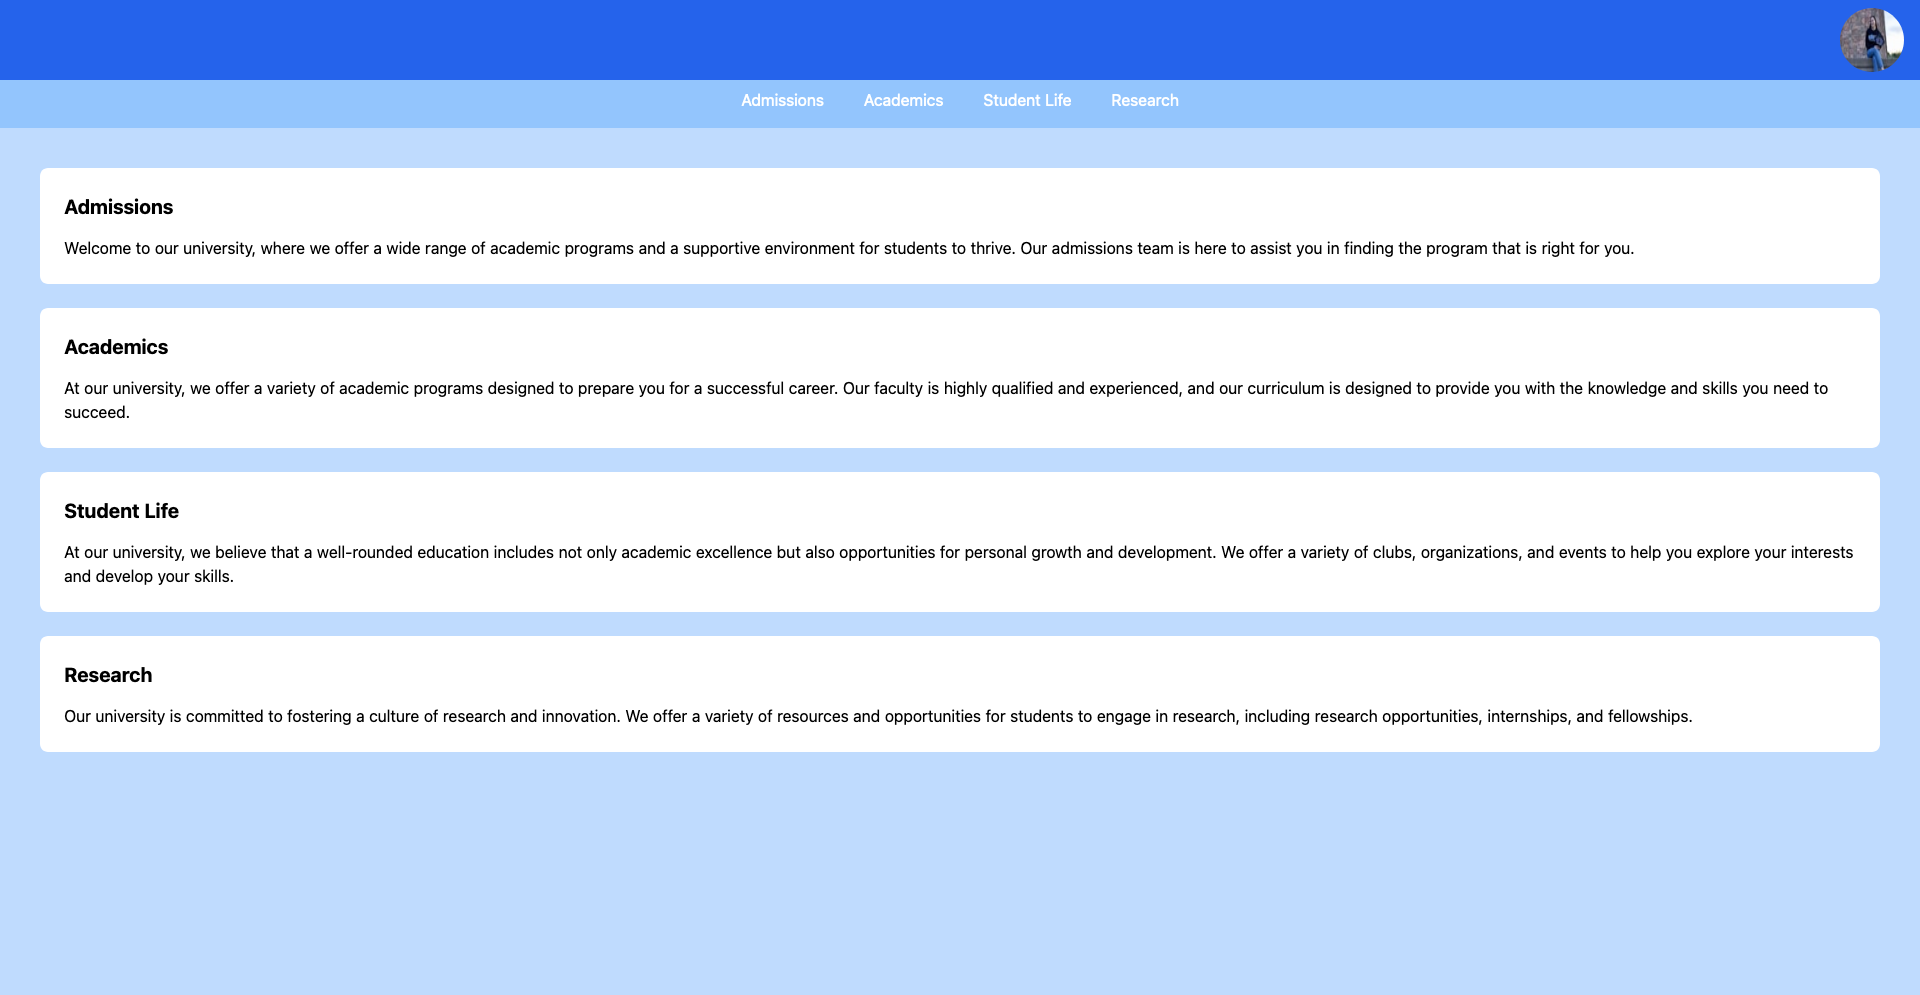 Admissions Academics Student Life Research
Admissions
Welcome to our university, where we offer a wide range of academic programs and a supportive environment for students to thrive. Our admissions team is here to assist you in finding the program that is right for you.
Academics
At our university, we offer a variety of academic programs designed to prepare you for a successful career. Our faculty is highly qualified and experienced, and our curriculum is designed to provide you with the knowledge and skills you need to
succeed.
Student Life
At our university, we believe that a well-rounded education includes not only academic excellence but also opportunities for personal growth and development. We offer a variety of clubs, organizations, and events to help you explore your interests
and develop your skills.
Research
Our university is committed to fostering a culture of research and innovation. We offer a variety of resources and opportunities for students to engage in research, including research opportunities, internships, and fellowships.